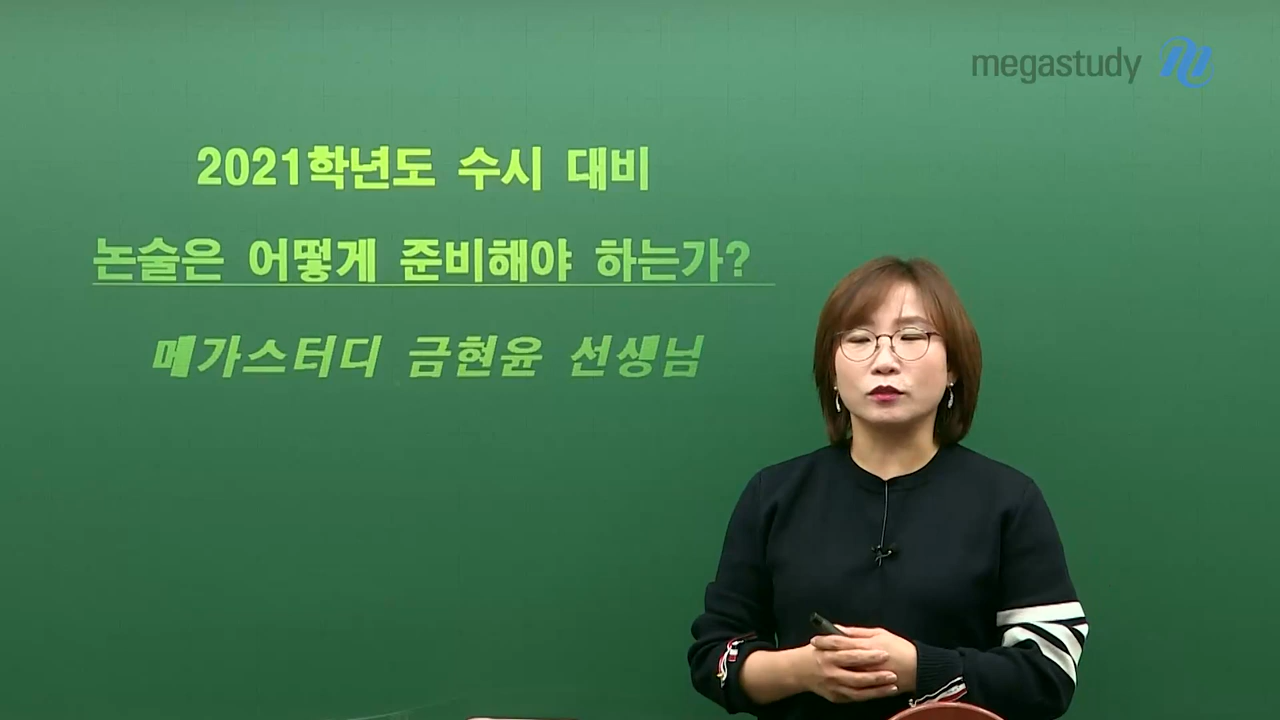 megastudy
2021학년도 수시 대비
논술은 어떻게 준비해야 하는가?
메가스터디 금현윤 선생님